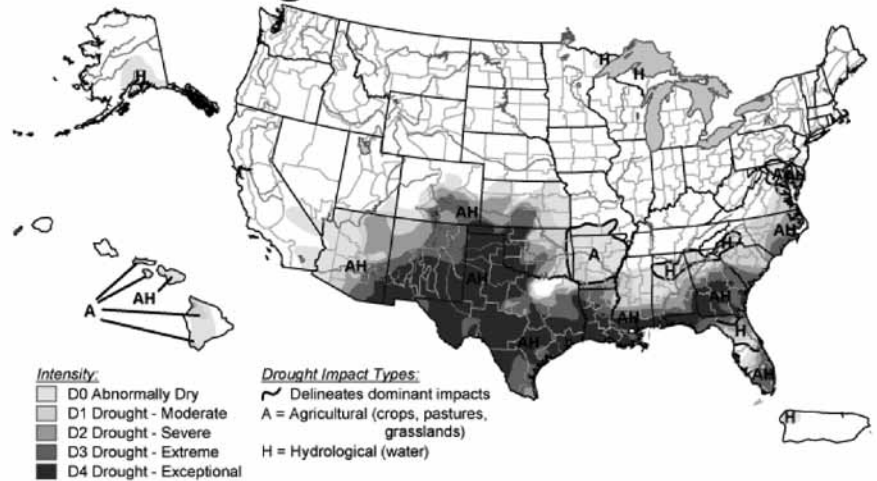 H
H
H
AAH
AH
AH
H
A
H
AH
AH
AH
AH
AH
H
AH
AH
A
AH
H
Intensity:
D0 Abnormally Dry
D1 Drought - Moderate
D2 Drought - Severe
D3 Drought - Extreme
D4 Drought - Exceptional
Drought Impact Types:
Delineates dominant impacts
A = Agricultural (crops, pastures,
grasslands)
H = Hydrological (water)